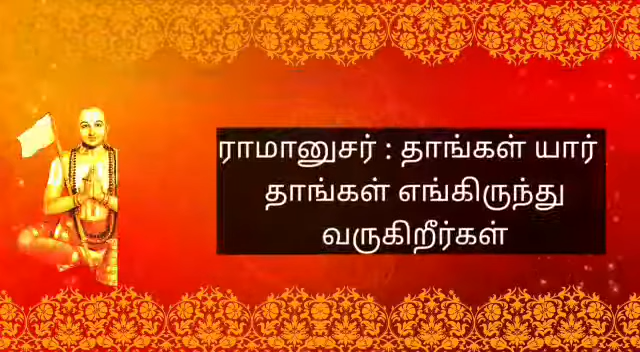 ராமானுசர் : தாங்கள் யார்
தாங்கள் எங்கிருந்து
வருகிறீர்கள்